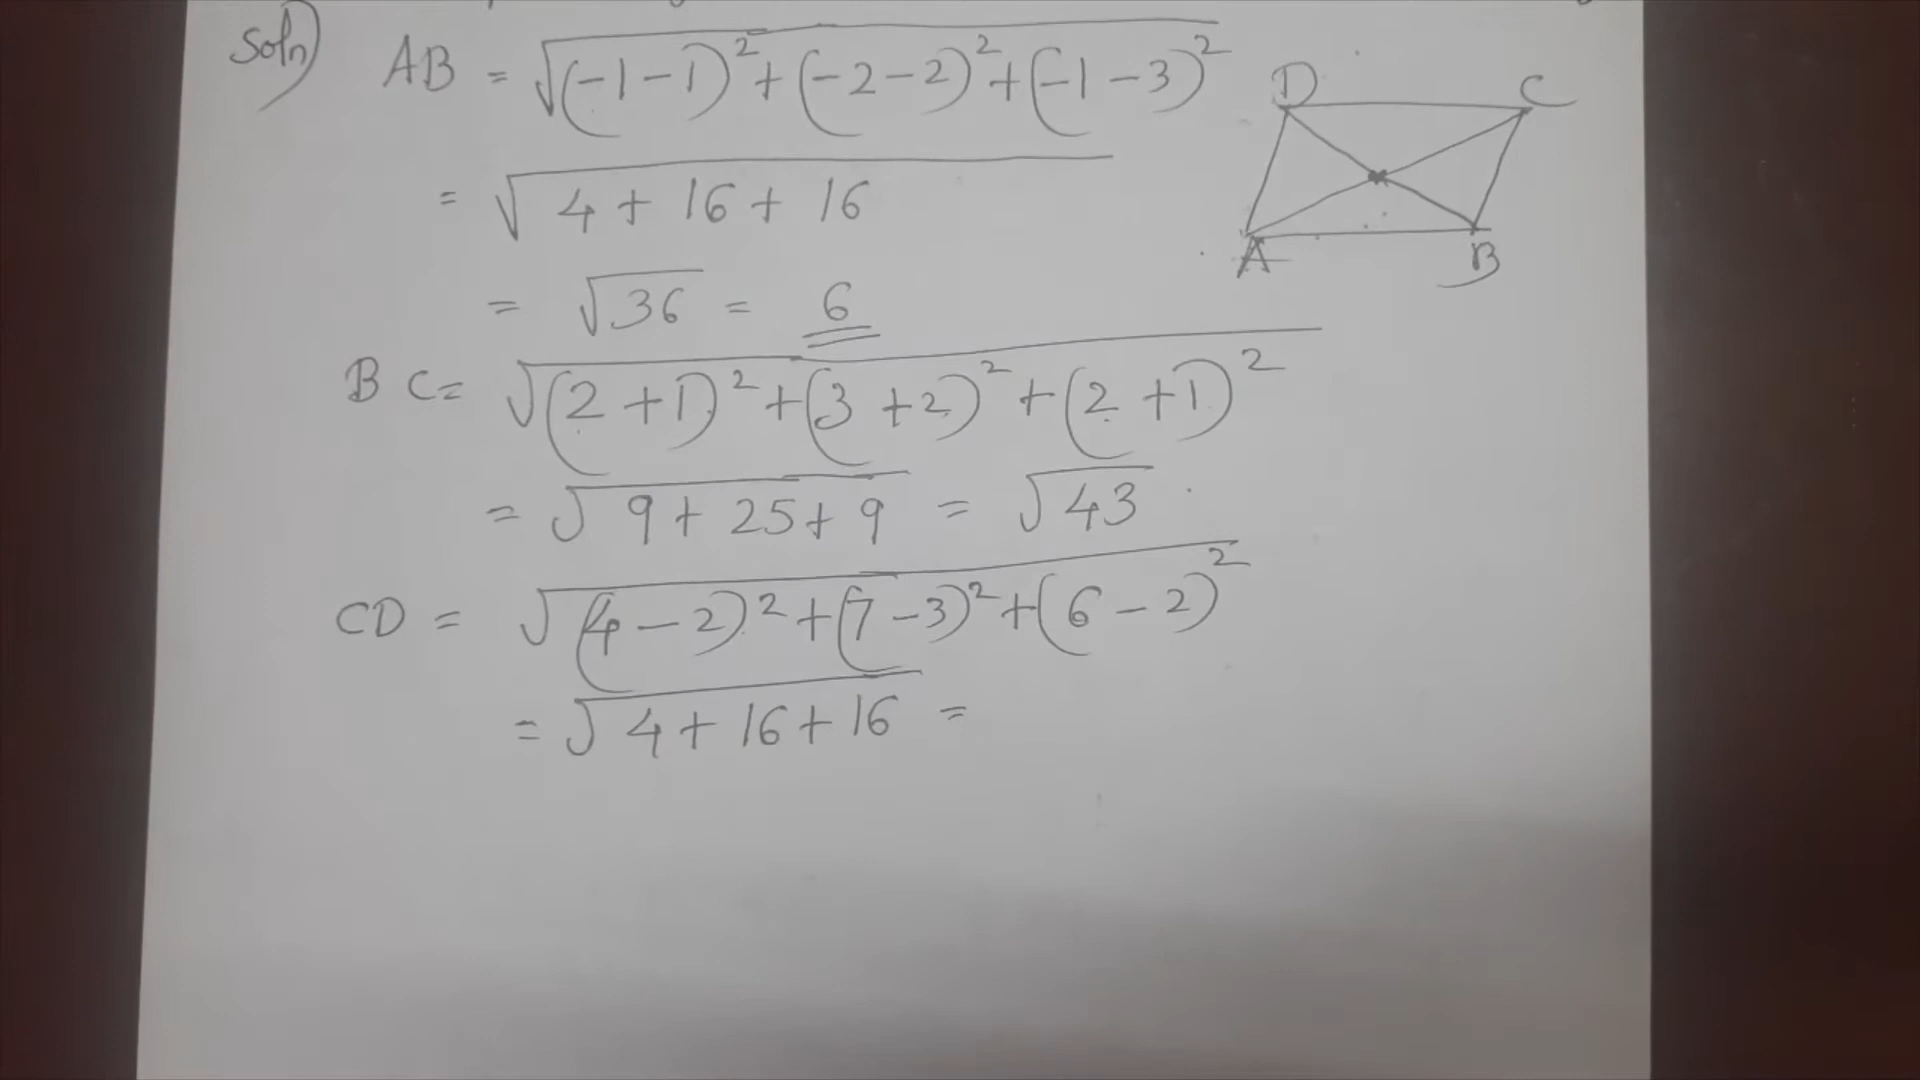 Soln) AB = √(-1-1)² + (-2-2)² + (-1-3)²
= √4 + 16 + 16
= √36 = 6
BC = √(2+1)² + (3+2)² + (2+1)²
= √9 + 25 + 9 = √43
CD = √(4-2)² + (7-3)² + (6-2)²
= √4 + 16 + 16 =
D C
A B